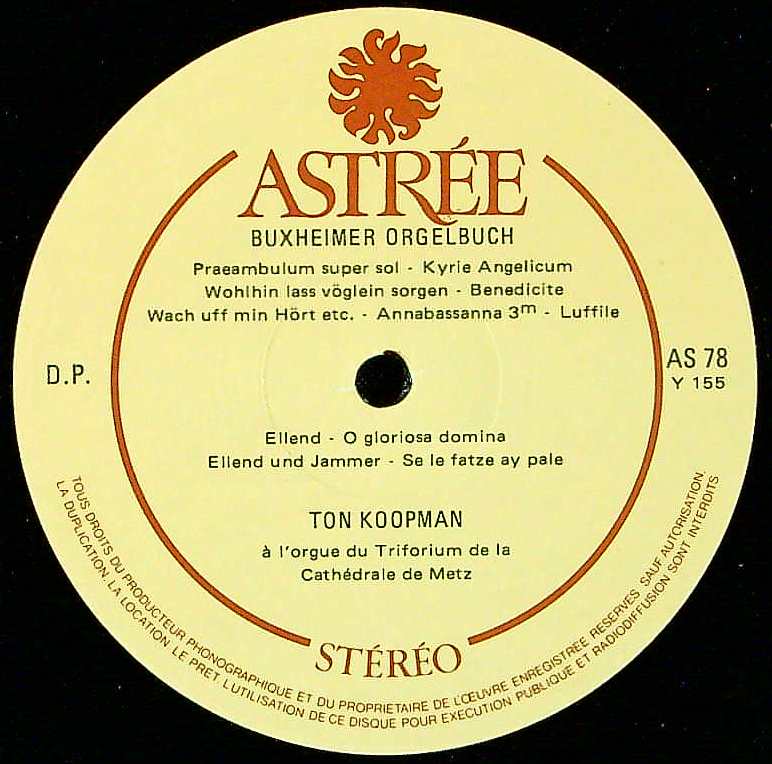 ASTRÉE
BUXHEIMER ORGELBUCH
Praeambulum super sol - Kyrie Angelicum
Wohlhin lass vöglein sorgen - Benedicite
Wach uff min Hört etc. - Annabassanna 3m - Luffile
D.P.
AS 78
Y 155
Ellend - O gloriosa domina
Ellend und Jammer - Se le fatze ay pale
TON KOOPMAN
à l'orgue du Triforium de la
Cathédrale de Metz
STÉRÉO
TOUS DROITS DU PRODUCTEUR PHONOGRAPHIQUE ET DU PROPRIETAIRE DE L'ŒUVRE ENREGISTRÉE RESERVES. SAUF AUTORISATION,
LA DUPLICATION, LA LOCATION, LE PRET, L'UTILISATION DE CE DISQUE POUR EXECUTION PUBLIQUE ET RADIODIFFUSION SONT INTERDITS